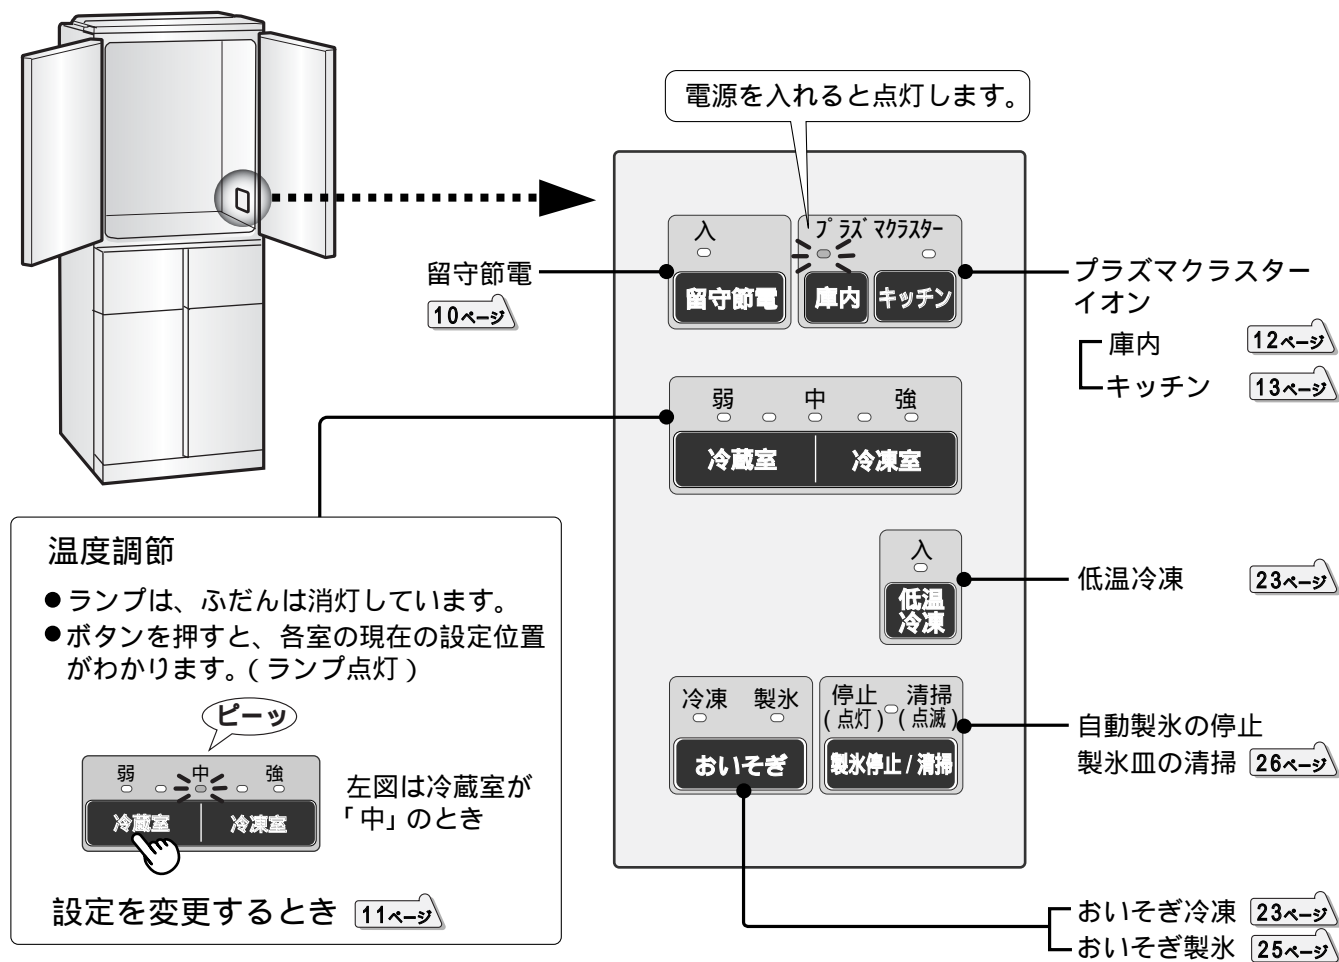 電源を入れると点灯します。
入
プラズマクラスター
留守節電
庫内
キッチン
留守節電
10ページ
プラズマクラスター
イオン
庫内 12ページ
キッチン 13ページ
弱 中 強
冷蔵室 冷凍室
入
低温
冷凍
低温冷凍 23ページ
冷凍 製氷
おいそぎ
停止 清掃
(点灯) (点滅)
製氷停止/清掃
自動製氷の停止
製氷皿の清掃 26ページ
おいそぎ冷凍 23ページ
おいそぎ製氷 25ページ
温度調節
●ランプは、ふだんは消灯しています。
●ボタンを押すと、各室の現在の設定位置
がわかります。(ランプ点灯)
ピーッ
弱 中 強
冷蔵室 冷凍室
左図は冷蔵室が
「中」のとき
設定を変更するとき 11ページ